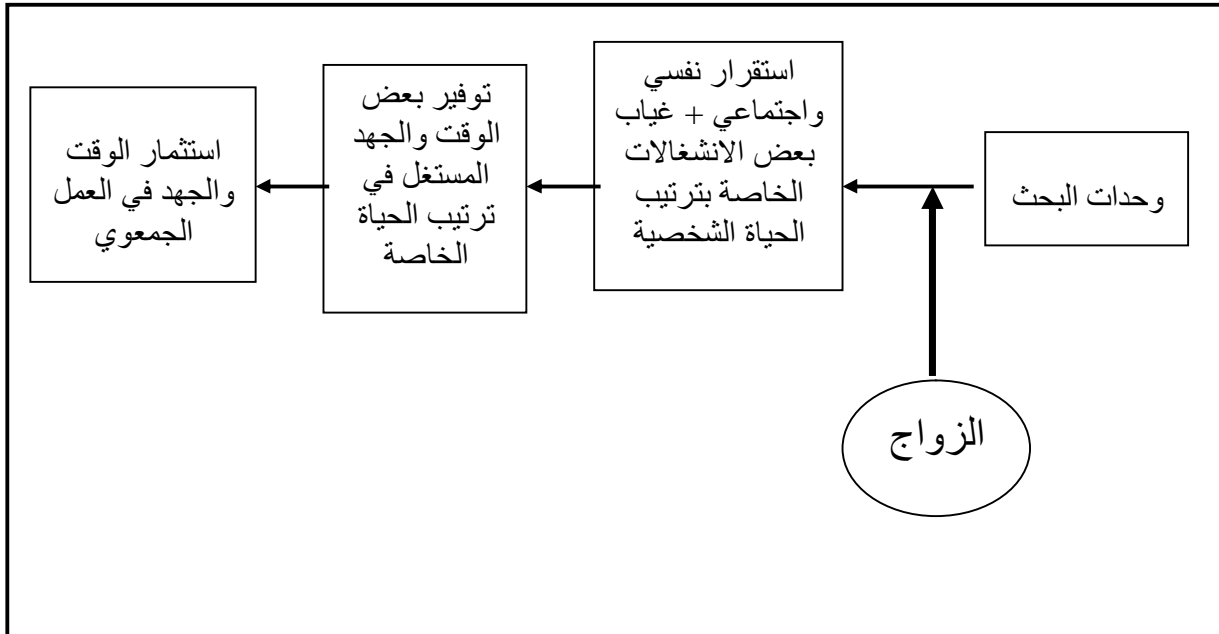 وحدات البحث
استقرار نفسي
واجتماعي + غياب
بعض الانشغالات
الخاصة بترتيب
الحياة الشخصية
توفير بعض
الوقت والجهد
المستغل في
ترتيب الحياة
الخاصة
استثمار الوقت
والجهد في العمل
الجمعوي
الزواج